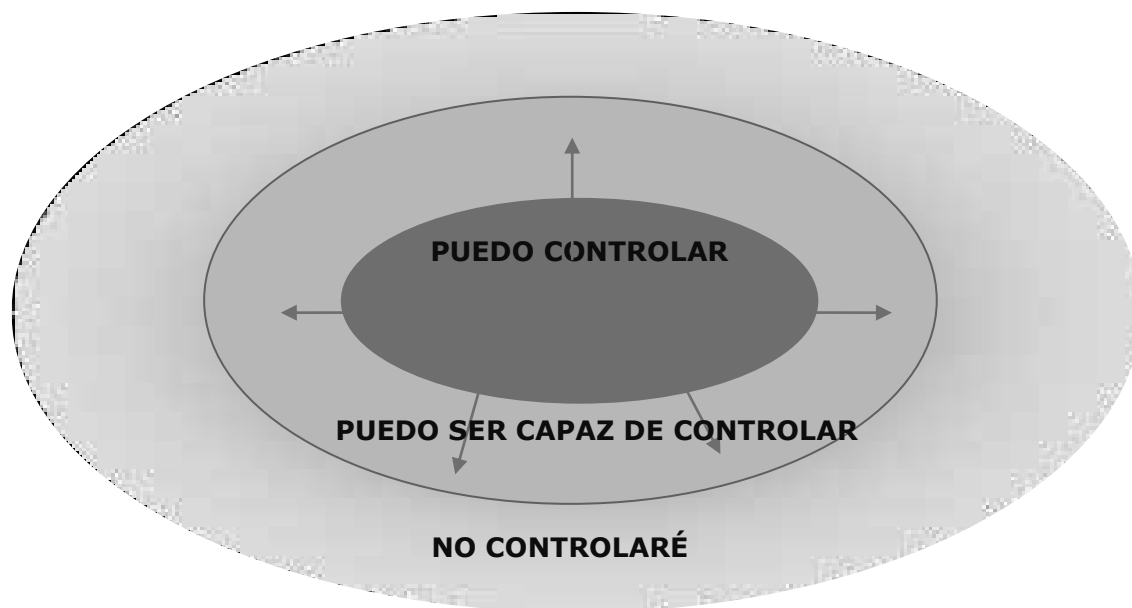 PUEDO CONTROLAR
PUEDO SER CAPAZ DE CONTROLAR
NO CONTROLARÉ